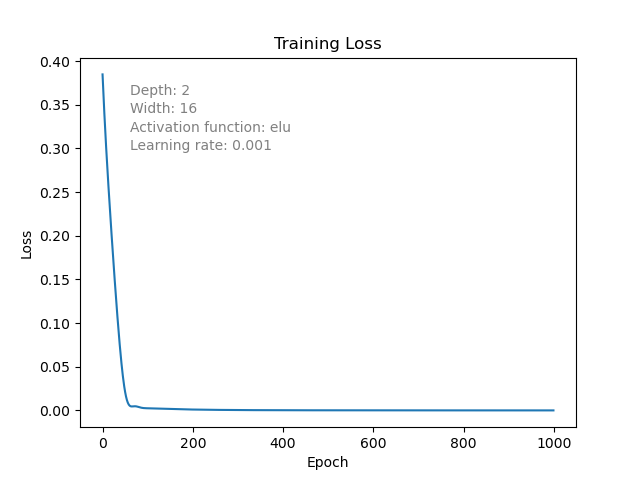 Training Loss
Depth: 2
Width: 16
Activation function: elu
Learning rate: 0.001
Loss
0.40
0.35
0.30
0.25
0.20
0.15
0.10
0.05
0.00
0 200 400 600 800 1000
Epoch